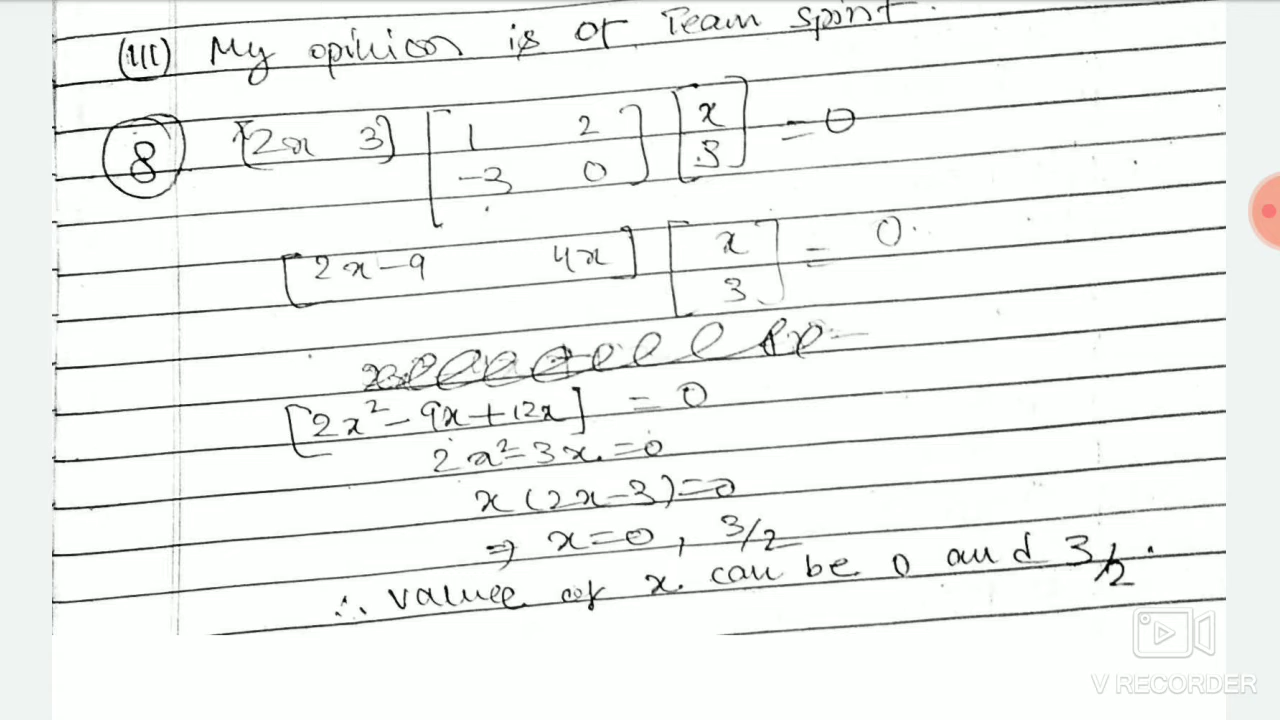 (III) My opinion is of Team spirit.
8 [2x 3] [1 2 -3 0] [x 3] = 0
[2x-9 4x] [x 3] = 0.
[2x²-9x+12x] = 0
2x²-3x.=0
x(2x-3)=0
⇒ x=0, 3/2
∴ value of x. can be 0 and 3/2.
V RECORDER